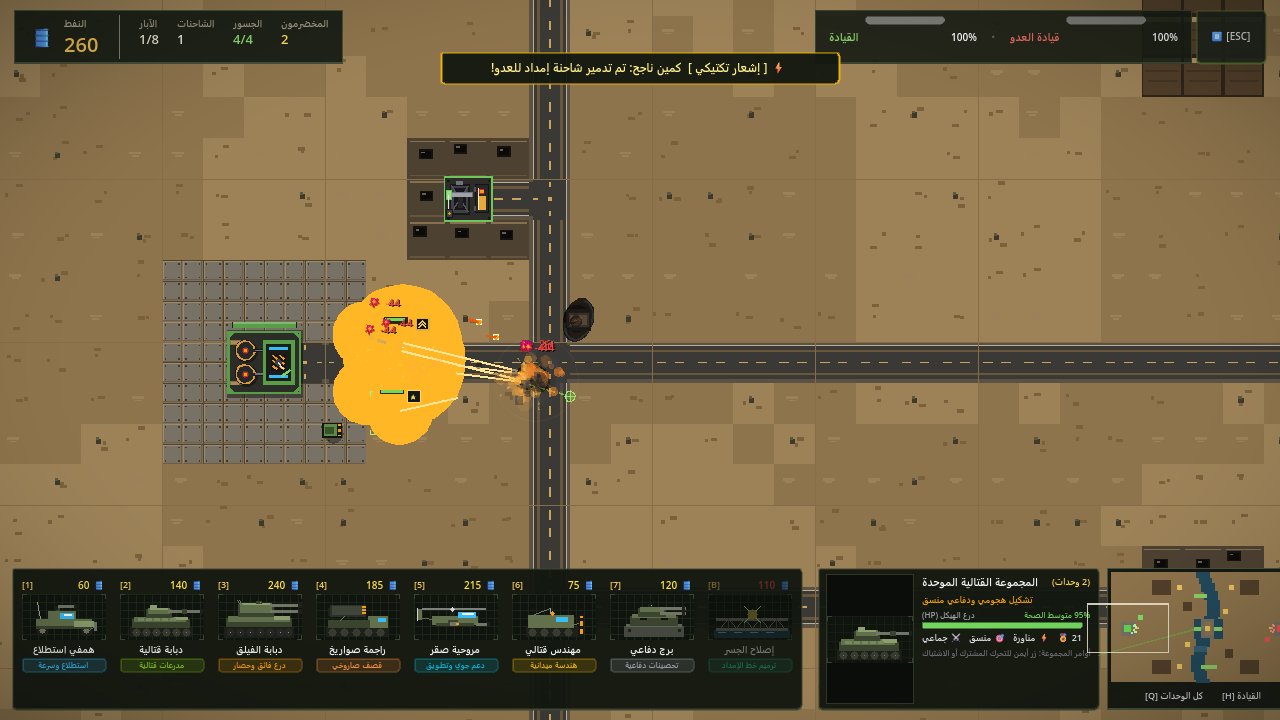 النفط
260
الآبار
1/8
الشاحنات
1
الجسور
4/4
المخضرمون
2
القيادة
100%
قيادة العدو
100%
[ESC]
[ إشعار تكتيكي ] كمين ناجح: تم تدمير شاحنة إمداد للعدو!
-44
[1] 60
همفي استطلاع
استطلاع وسرعة
[2] 140
دبابة قتالية
مدرعات قتالية
[3] 240
دبابة الفيلق
درع فائق وحصار
[4] 185
راجمة صواريخ
قصف صاروخي
[5] 215
مروحية صقر
دعم جوي وتطويق
[6] 75
مهندس قتالي
هندسة ميدانية
[7] 120
برج دفاعي
تحصينات دفاعية
[B] 110
إصلاح الجسر
ترميم خط الإمداد
المجموعة القتالية الموحدة (2 وحدات)
تشكيل هجومي ودفاعي منسق
درع الهيكل (HP) 95% متوسط الصحة
21 مناورة منسق جماعي
أوامر المجموعة: زر أيمن للتحرك المشترك أو الاشتباك
كل الوحدات [Q]
القيادة [H]